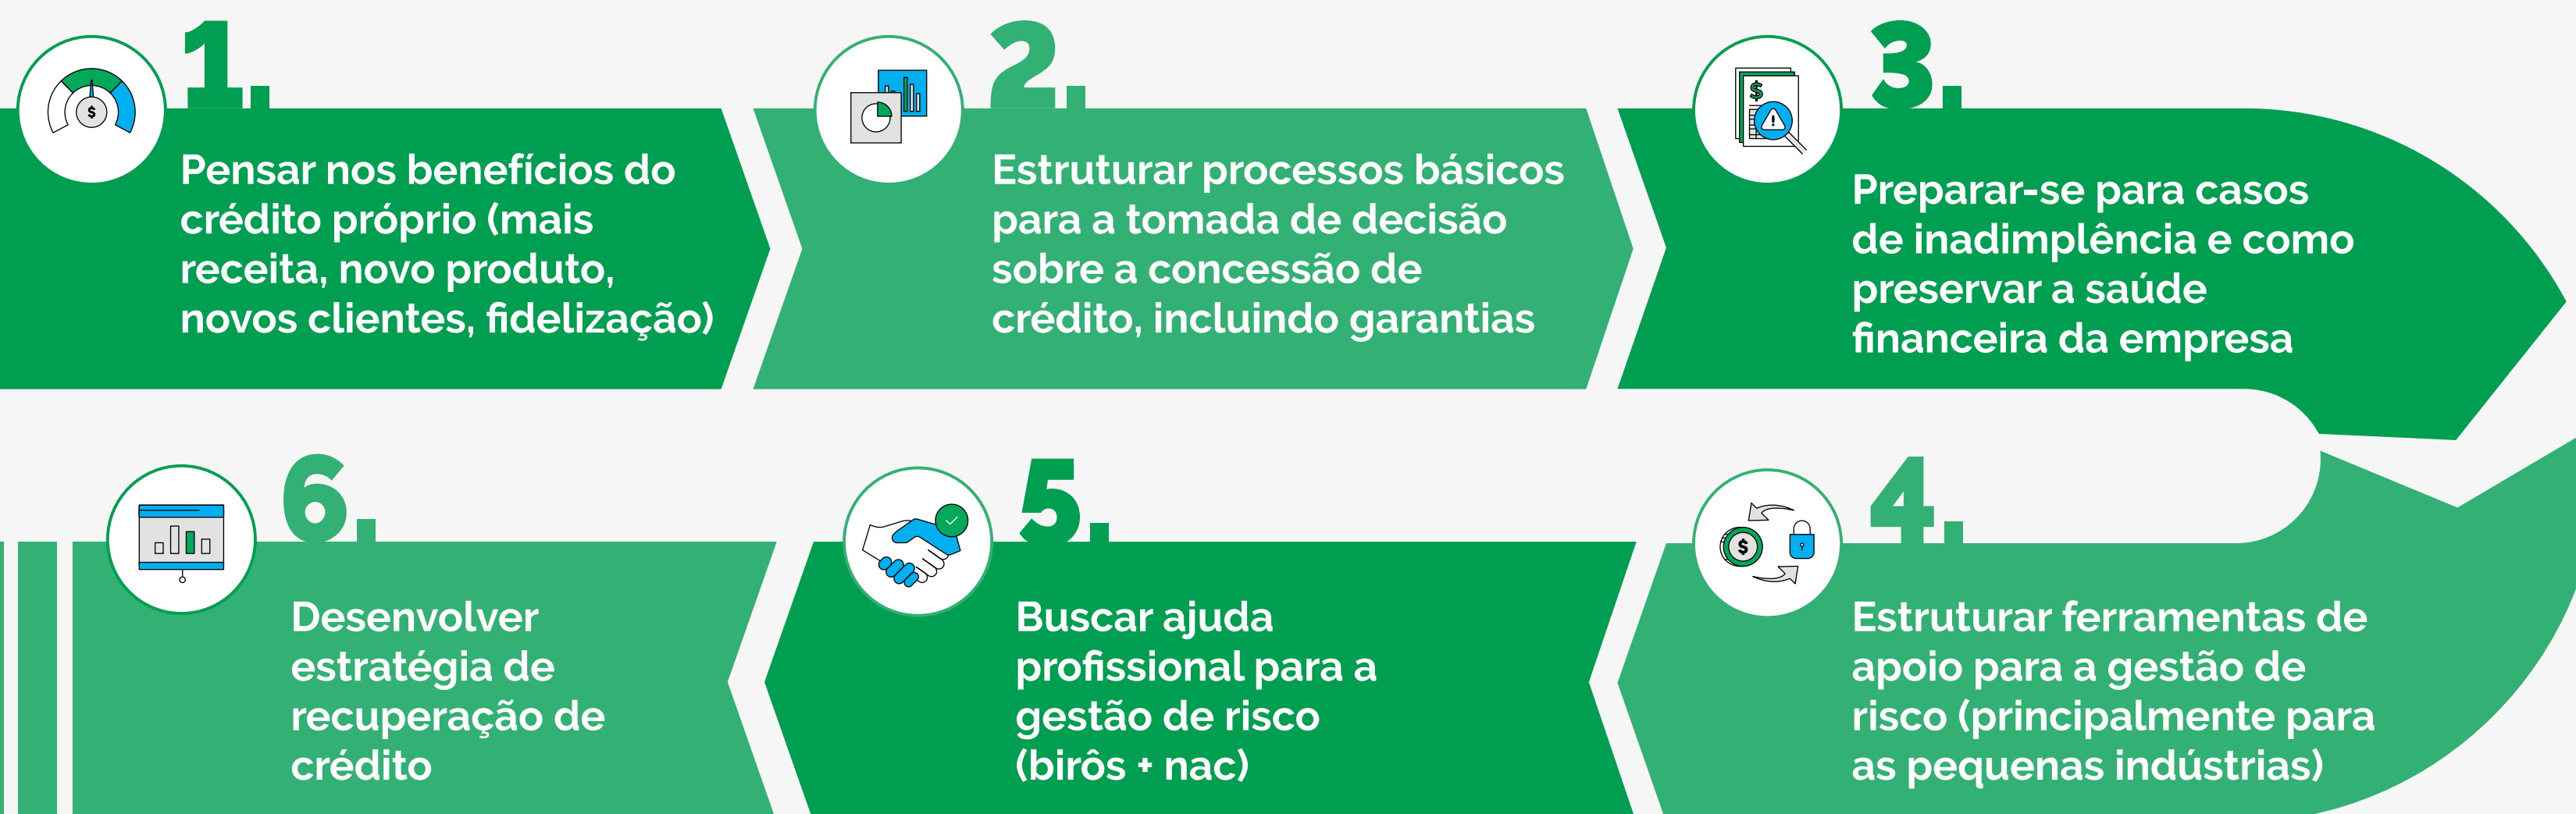 1.
Pensar nos benefícios do
crédito próprio (mais
receita, novo produto,
novos clientes, fidelização)
2.
Estruturar processos básicos
para a tomada de decisão
sobre a concessão de
crédito, incluindo garantias
3.
$
Preparar-se para casos
de inadimplência e como
preservar a saúde
financeira da empresa
4.
$
Estruturar ferramentas de
apoio para a gestão de
risco (principalmente para
as pequenas indústrias)
5.
Buscar ajuda
profissional para a
gestão de risco
(birôs + nac)
6.
Desenvolver
estratégia de
recuperação de
crédito